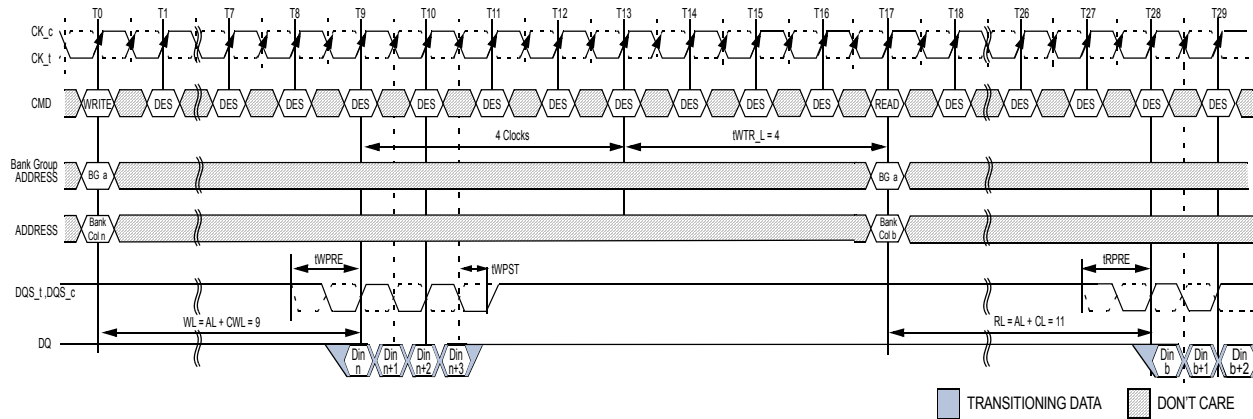 T0 T1 T7 T8 T9 T10 T11 T12 T13 T14 T15 T16 T17 T18 T26 T27 T28 T29
CK_c
CK_t
CMD WRITE DES DES DES DES DES DES DES DES DES DES DES READ DES DES DES DES DES
4 Clocks tWTR_L = 4
Bank Group
ADDRESS BG a BG a
ADDRESS Bank Col n Bank Col b
tWPRE tWPST tRPRE
DQS_t ,DQS_c
WL = AL + CWL = 9 RL = AL + CL = 11
DQ Din n Din n+1 Din n+2 Din n+3 Din b Din b+1 Din b+2
TRANSITIONING DATA DON'T CARE